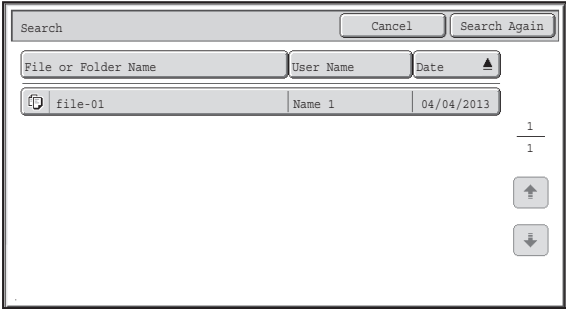 Search Cancel Search Again
File or Folder Name User Name Date
file-01 Name 1 04/04/2013
1
1